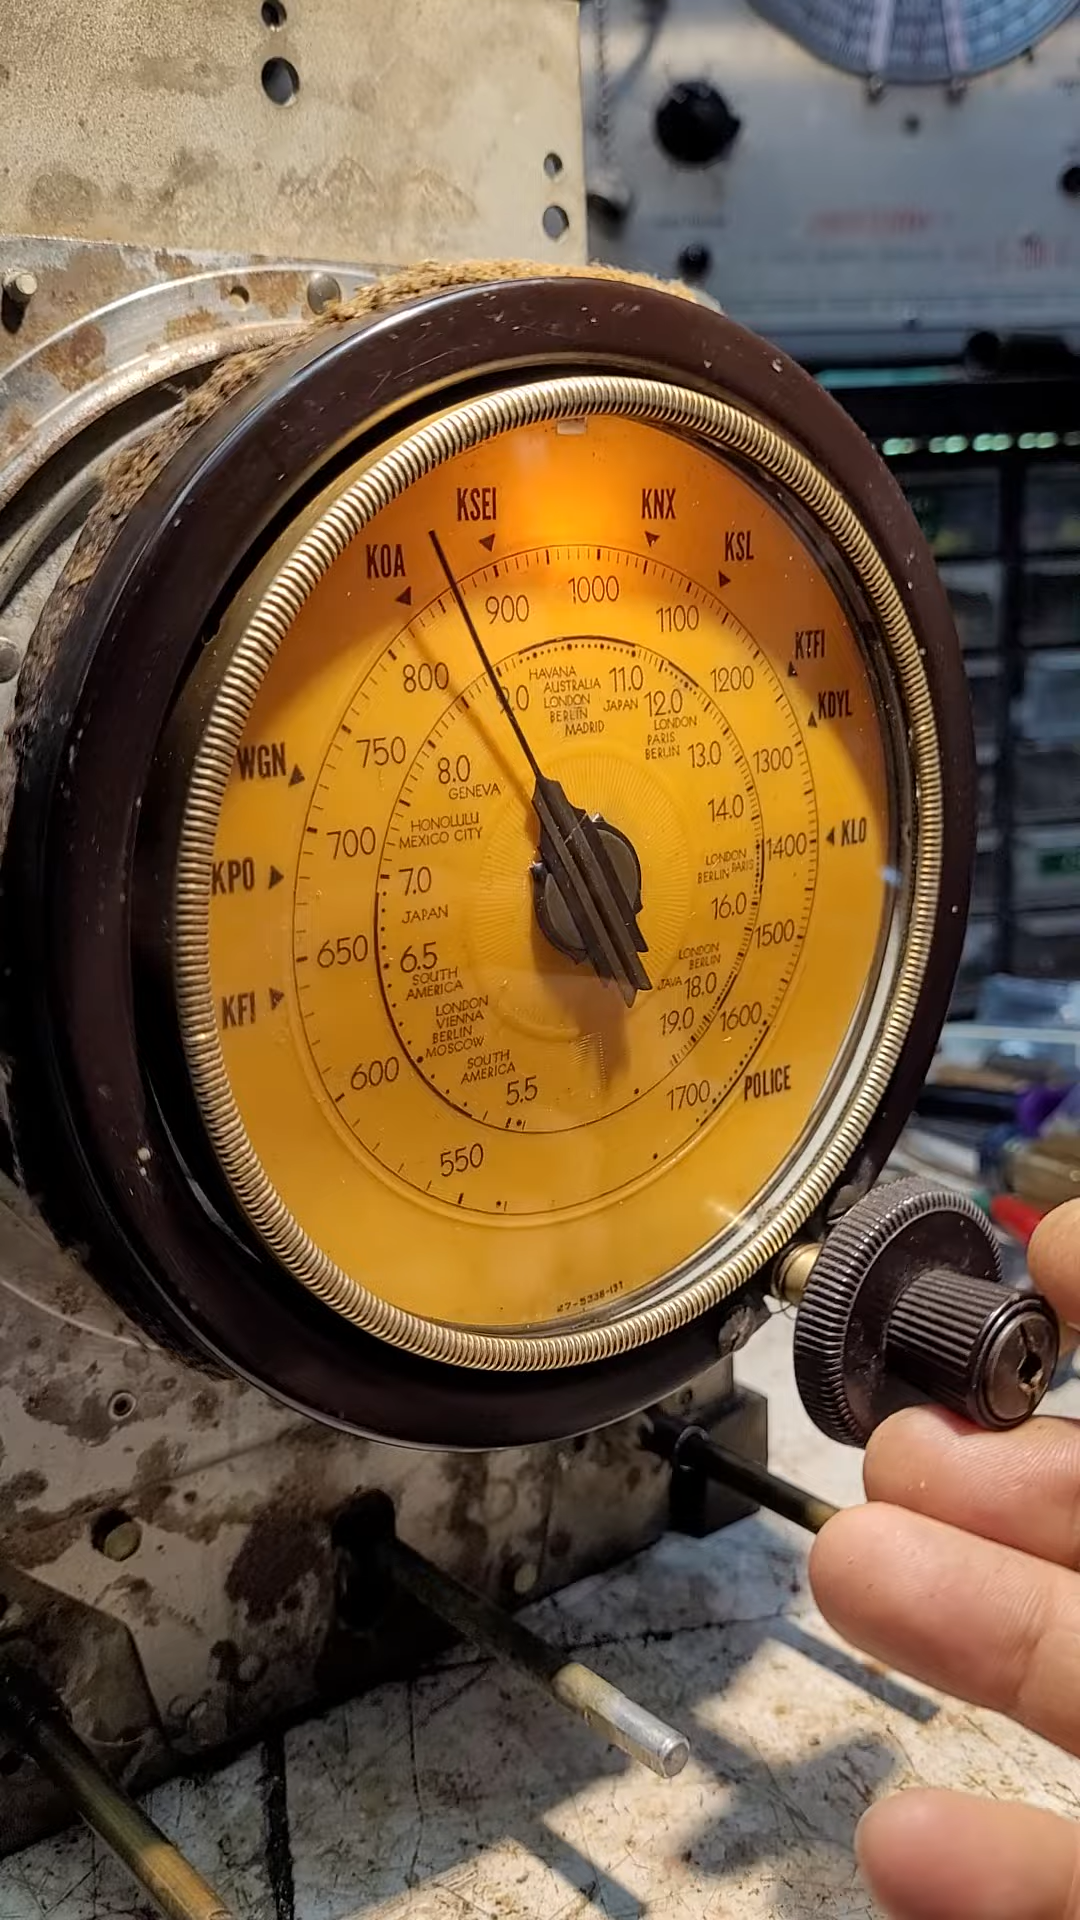 KSEI
KNX
KOA
KSL
KTFI
KDYL
WGN
KPO
KLO
KFI
POLICE
900
1000
1100
800
1200
750
1300
700
1400
650
1500
600
1600
550
1700
9.0
HAVANA
AUSTRALIA
LONDON
BERLIN
MADRID
11.0
JAPAN
12.0
LONDON
PARIS
BERLIN
13.0
8.0
GENEVA
14.0
HONOLULU
MEXICO CITY
LONDON
BERLIN PARIS
7.0
16.0
JAPAN
6.5
SOUTH
AMERICA
LONDON
BERLIN
JAVA 18.0
LONDON
VIENNA
BERLIN
MOSCOW
19.0
SOUTH
AMERICA
5.5